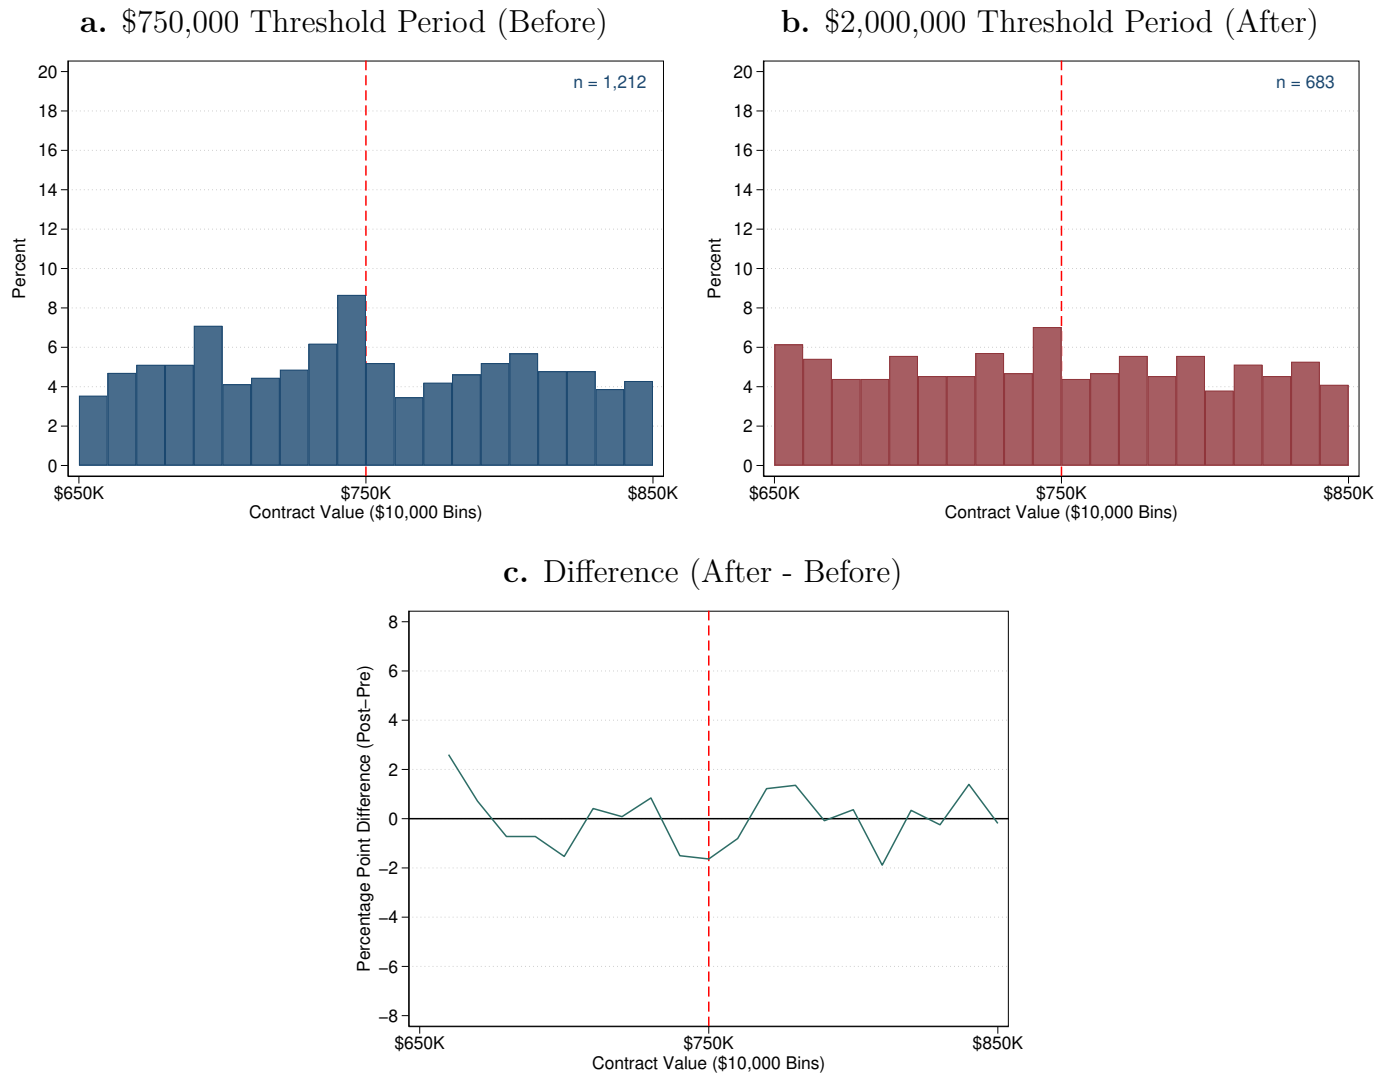 a. $750,000 Threshold Period (Before)
20
18
16
14
12
10
8
6
4
2
0
Percent
n = 1,212
$650K
$750K
$850K
Contract Value ($10,000 Bins)
b. $2,000,000 Threshold Period (After)
20
18
16
14
12
10
8
6
4
2
0
Percent
n = 683
$650K
$750K
$850K
Contract Value ($10,000 Bins)
c. Difference (After - Before)
8
6
4
2
0
−2
−4
−6
−8
Percentage Point Difference (Post−Pre)
$650K
$750K
$850K
Contract Value ($10,000 Bins)